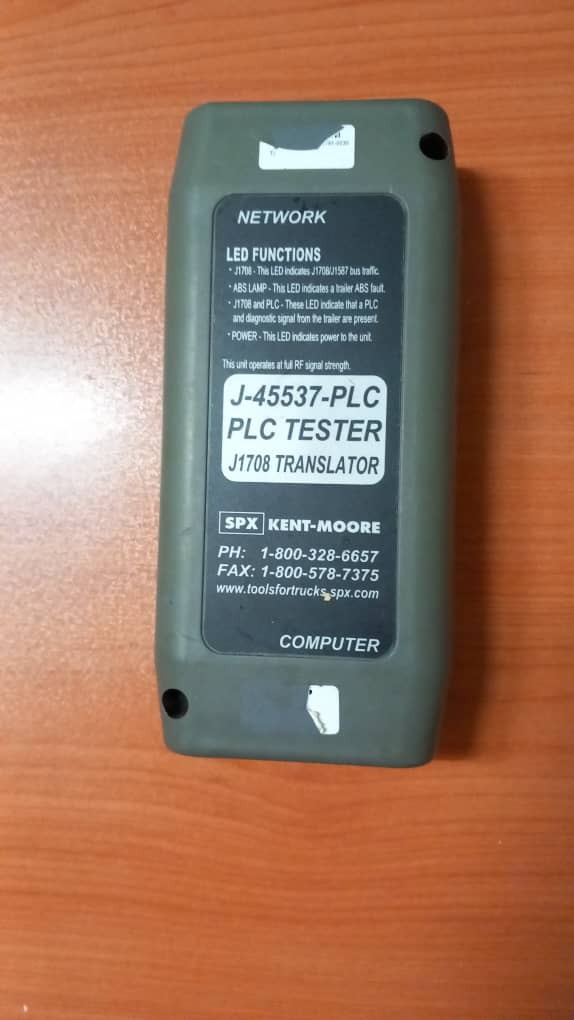 NETWORK
LED FUNCTIONS
· J1708 - This LED indicates J1708/J1587 bus traffic.
· ABS LAMP - This LED indicates a trailer ABS fault.
· J1708 and PLC - These LED indicate that a PLC
and diagnostic signal from the trailer are present.
· POWER - This LED indicates power to the unit.
This unit operates at full RF signal strength.
J-45537-PLC
PLC TESTER
J1708 TRANSLATOR
SPX KENT-MOORE
PH: 1-800-328-6657
FAX: 1-800-578-7375
www.toolsfortrucks.spx.com
COMPUTER